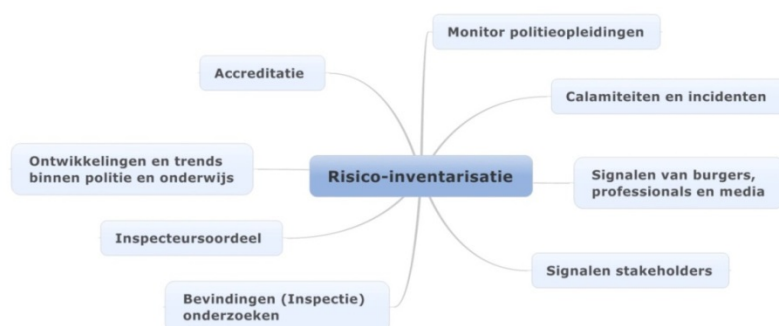 Monitor politieopleidingen
Accreditatie
Calamiteiten en incidenten
Ontwikkelingen en trends
binnen politie en onderwijs
Risico-inventarisatie
Signalen van burgers,
professionals en media
Inspecteursoordeel
Signalen stakeholders
Bevindingen (Inspectie)
onderzoeken